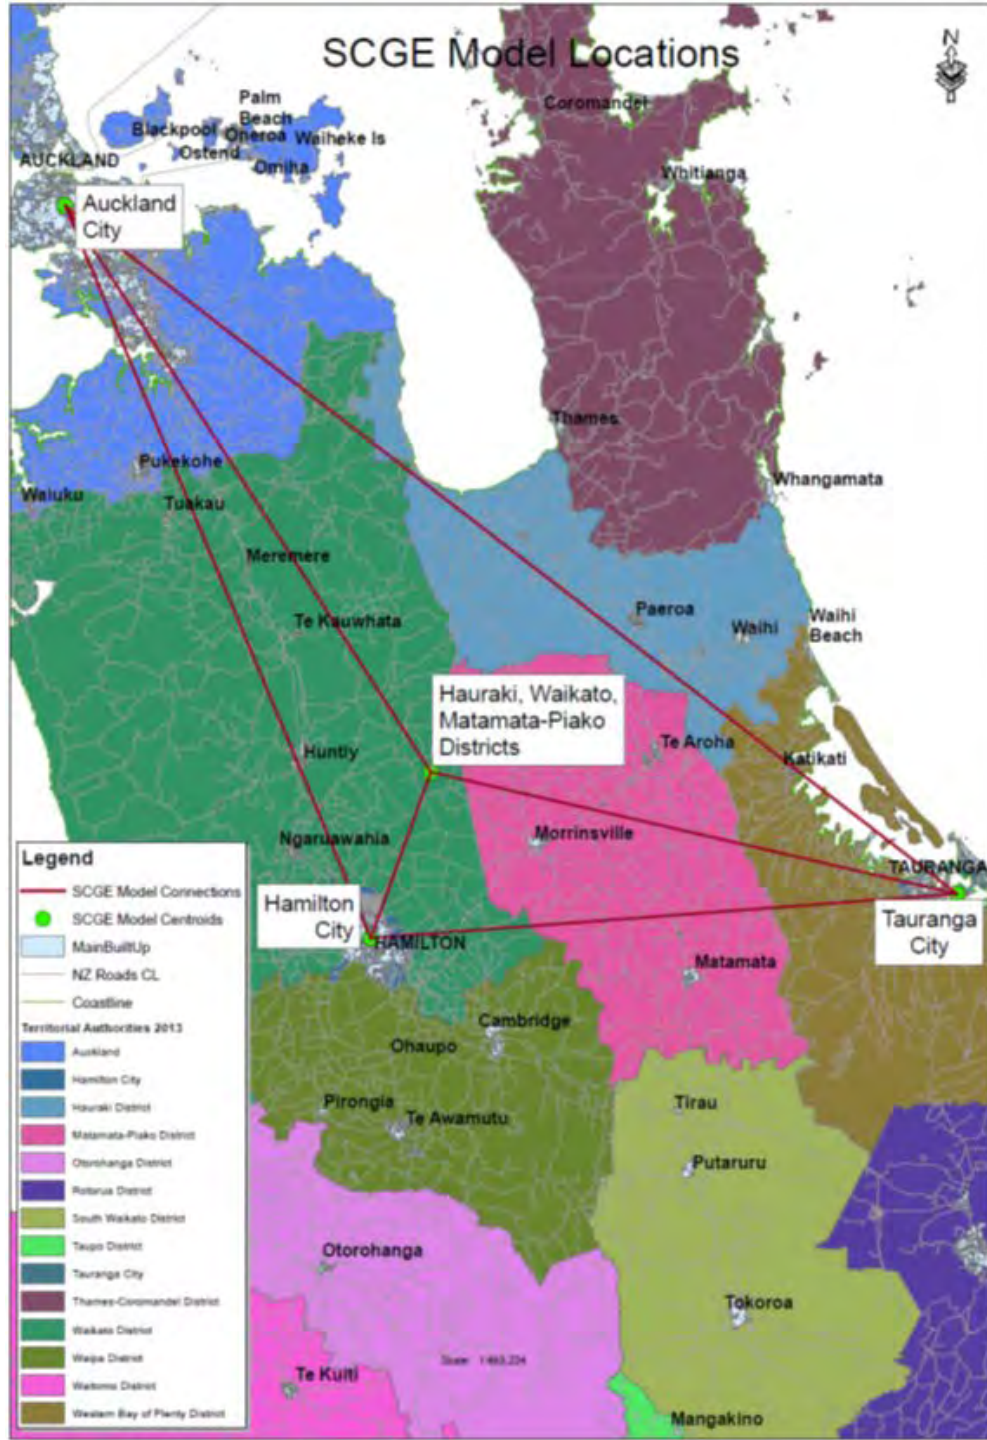 SCGE Model Locations
N
Coromandel
Palm
Beach
Blackpool
Oneroa
Waiheke Is
Ostend
Omiha
AUCKLAND
Whitianga
Auckland
City
Thames
Pukekohe
Whangamata
Waiuku
Tuakau
Meremere
Paeroa
Waihi
Beach
Te Kauwhata
Waihi
Hauraki, Waikato,
Matamata-Piako
Districts
Te Aroha
Huntly
Katikati
Morrinsville
Ngaruawahia
TAURANGA
Hamilton
City
Tauranga
City
HAMILTON
Matamata
Cambridge
Ohaupo
Pirongia
Te Awamutu
Tirau
Putaruru
Otorohanga
Tokoroa
Scale: 1:463,234
Te Kuiti
Mangakino
Legend
SCGE Model Connections
SCGE Model Centroids
MainBuiltUp
NZ Roads CL
Coastline
Territorial Authorities 2013
Auckland
Hamilton City
Hauraki District
Matamata-Piako District
Otorohanga District
Rotorua District
South Waikato District
Taupo District
Tauranga City
Thames-Coromandel District
Waikato District
Waipa District
Waitomo District
Western Bay of Plenty District